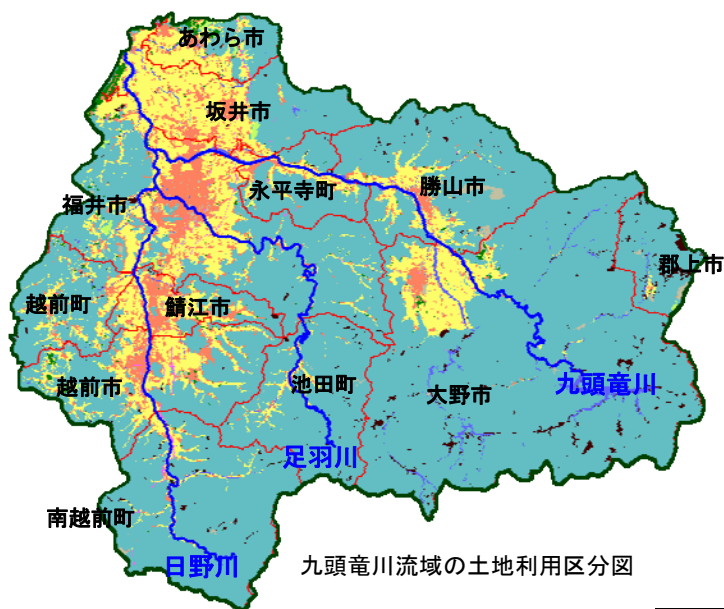 あわら市
坂井市
永平寺町
勝山市
福井市
郡上市
越前町
鯖江市
越前市
池田町
大野市
九頭竜川
足羽川
南越前町
日野川
九頭竜川流域の土地利用区分図